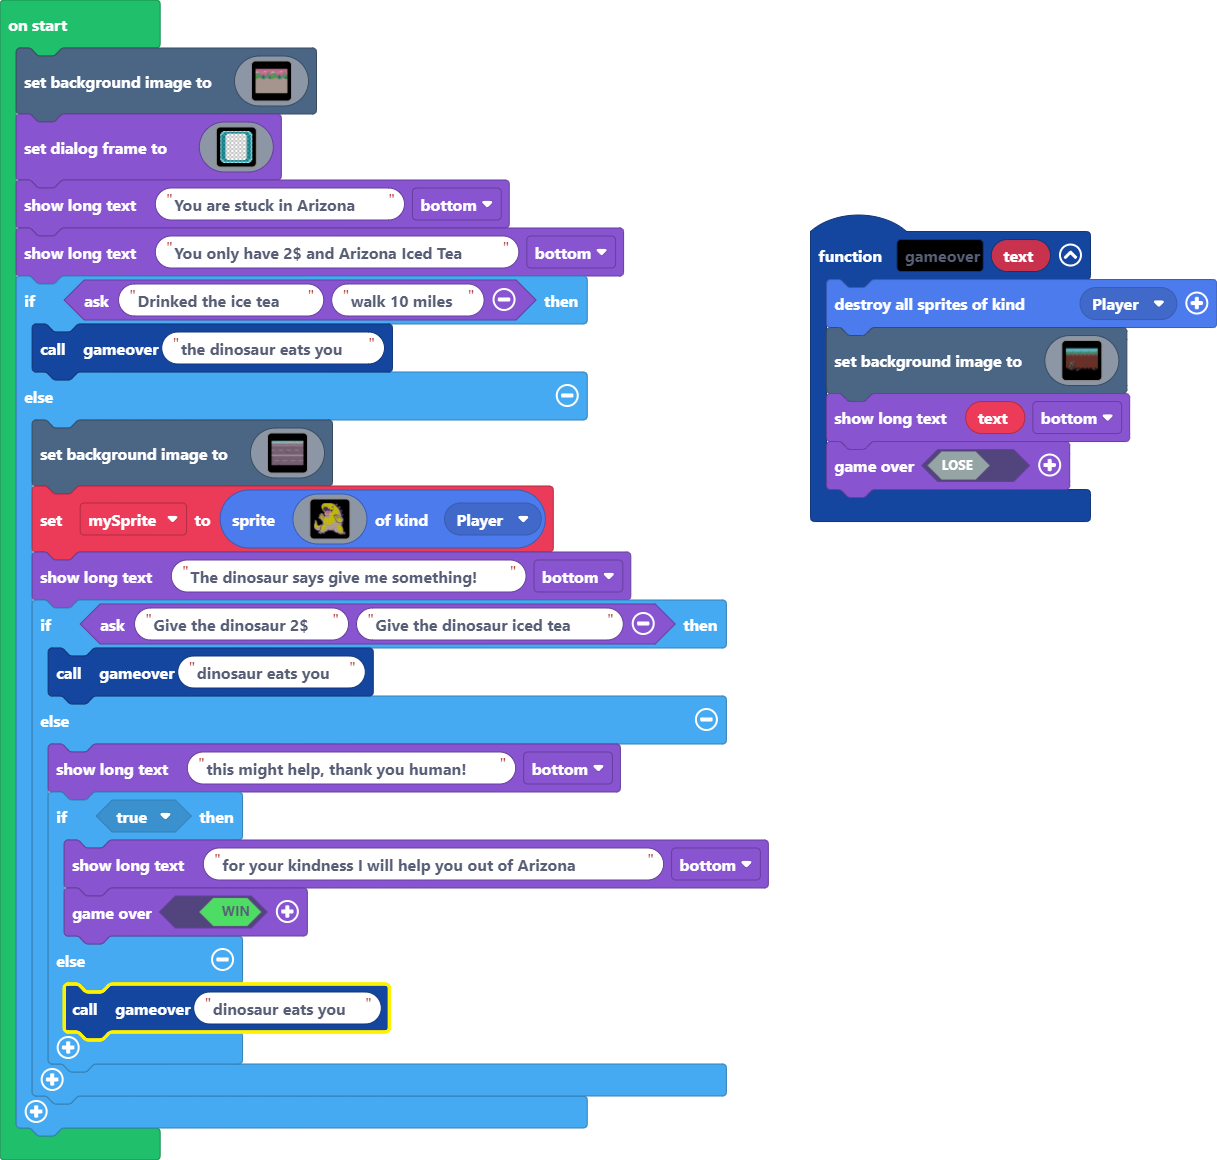 on start
set background image to
set dialog frame to
show long text "You are stuck in Arizona" bottom
show long text "You only have 2$ and Arizona Iced Tea" bottom
if ask "Drinked the ice tea" "walk 10 miles" then
call gameover "the dinosaur eats you"
else
set background image to
set mySprite to sprite of kind Player
show long text "The dinosaur says give me something!" bottom
if ask "Give the dinosaur 2$" "Give the dinosaur iced tea" then
call gameover "dinosaur eats you"
else
show long text "this might help, thank you human!" bottom
if true then
show long text "for your kindness I will help you out of Arizona" bottom
game over WIN
else
call gameover "dinosaur eats you"
function gameover text
destroy all sprites of kind Player
set background image to
show long text text bottom
game over LOSE